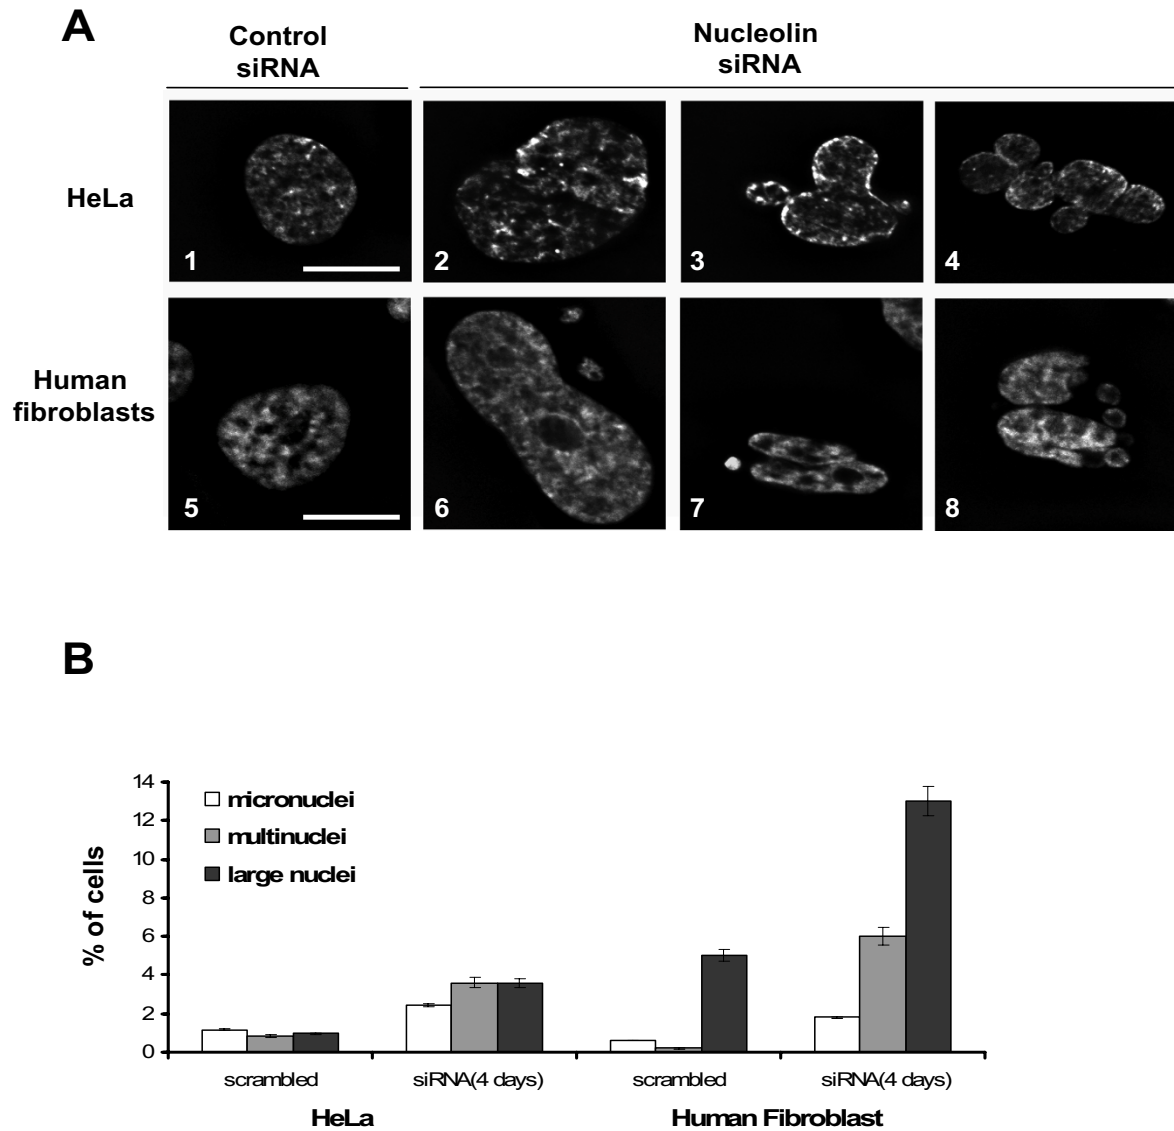 A
Control
siRNA
Nucleolin
siRNA
HeLa
1
2
3
4
Human
fibroblasts
5
6
7
8
B
% of cells
14
12
10
8
6
4
2
0
micronuclei
multinuclei
large nuclei
scrambled
siRNA(4 days)
scrambled
siRNA(4 days)
HeLa
Human Fibroblast